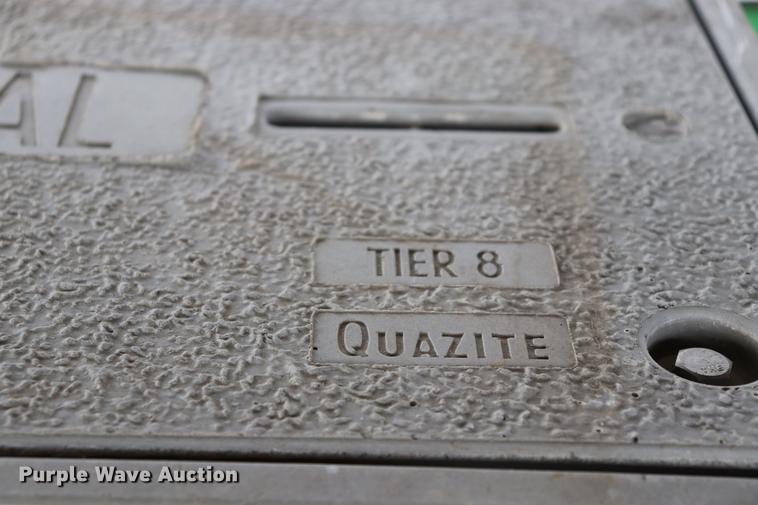 AL
TIER 8
QUAZITE
Purple Wave Auction